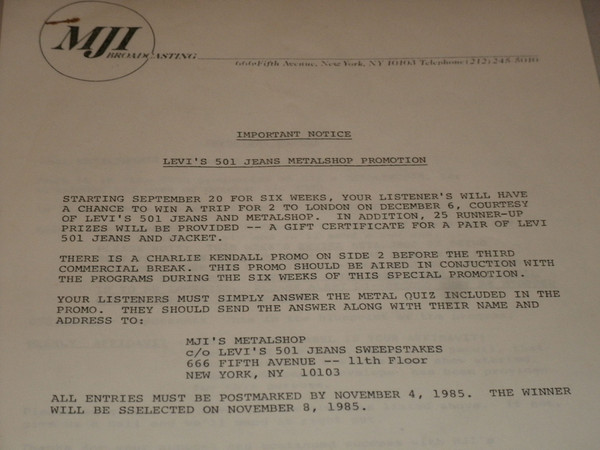 MJI
BROADCASTING
666 Fifth Avenue, New York, NY 10103 Telephone (212) 245-5010
IMPORTANT NOTICE
LEVI'S 501 JEANS METALSHOP PROMOTION
STARTING SEPTEMBER 20 FOR SIX WEEKS, YOUR LISTENER'S WILL HAVE
A CHANCE TO WIN A TRIP FOR 2 TO LONDON ON DECEMBER 6, COURTESY
OF LEVI'S 501 JEANS AND METALSHOP. IN ADDITION, 25 RUNNER-UP
PRIZES WILL BE PROVIDED -- A GIFT CERTIFICATE FOR A PAIR OF LEVI
501 JEANS AND JACKET.
THERE IS A CHARLIE KENDALL PROMO ON SIDE 2 BEFORE THE THIRD
COMMERCIAL BREAK. THIS PROMO SHOULD BE AIRED IN CONJUCTION WITH
THE PROGRAMS DURING THE SIX WEEKS OF THIS SPECIAL PROMOTION.
YOUR LISTENERS MUST SIMPLY ANSWER THE METAL QUIZ INCLUDED IN THE
PROMO. THEY SHOULD SEND THE ANSWER ALONG WITH THEIR NAME AND
ADDRESS TO:
MJI'S METALSHOP
c/o LEVI'S 501 JEANS SWEEPSTAKES
666 FIFTH AVENUE -- 11th Floor
NEW YORK, NY 10103
ALL ENTRIES MUST BE POSTMARKED BY NOVEMBER 4, 1985. THE WINNER
WILL BE SSELECTED ON NOVEMBER 8, 1985.